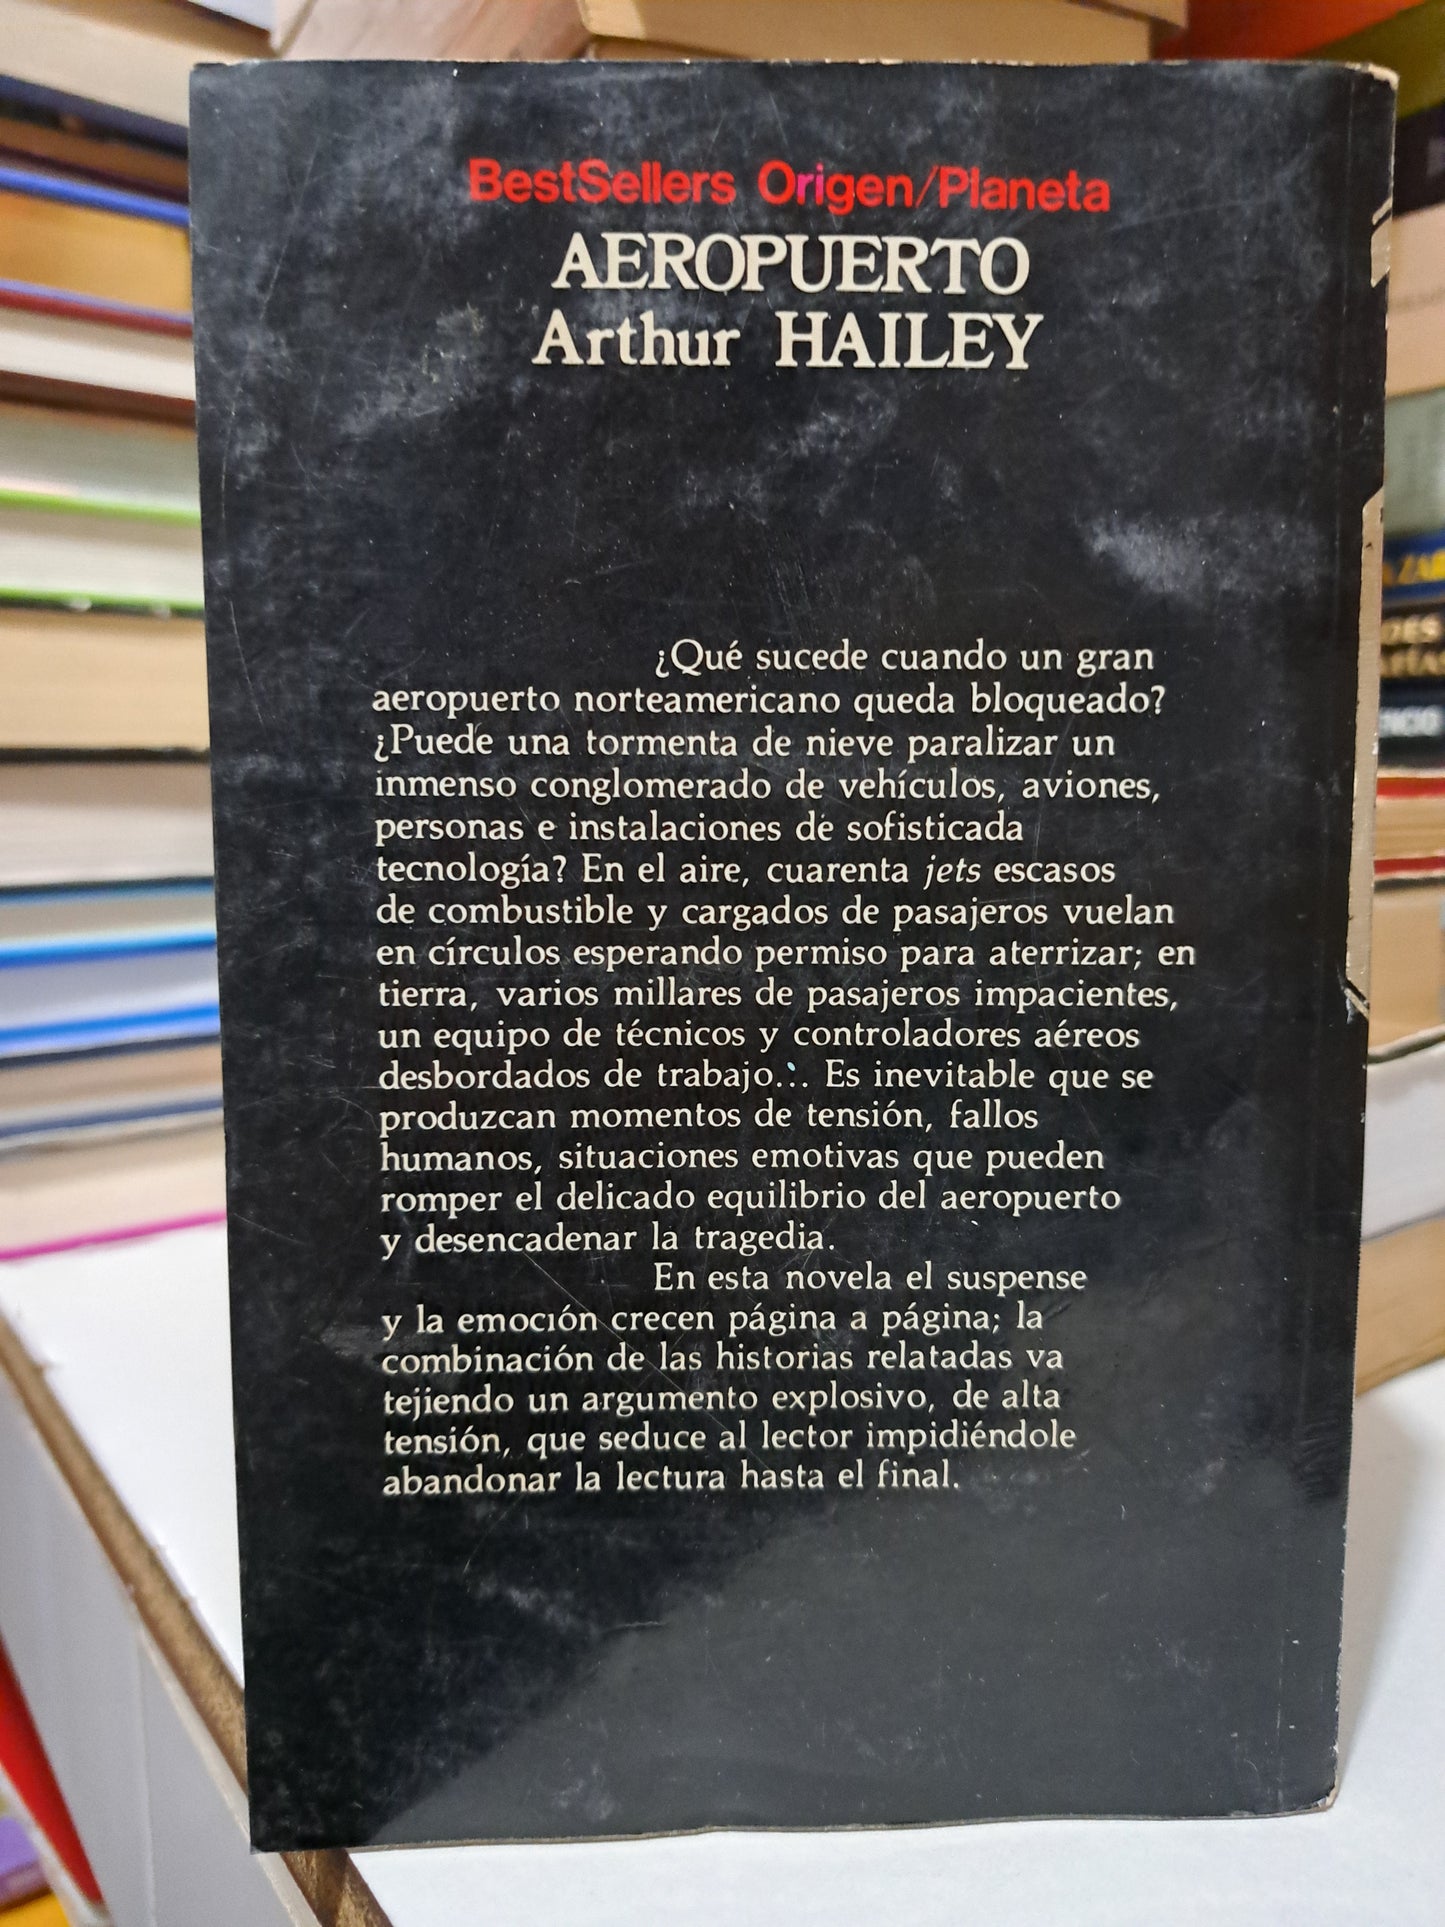 BestSellers Origen/Planeta
AEROPUERTO
Arthur HAILEY
¿Qué sucede cuando un gran
aeropuerto norteamericano queda bloqueado?
¿Puede una tormenta de nieve paralizar un
inmenso conglomerado de vehículos, aviones,
personas e instalaciones de sofisticada
tecnología? En el aire, cuarenta jets escasos
de combustible y cargados de pasajeros vuelan
en círculos esperando permiso para aterrizar; en
tierra, varios millares de pasajeros impacientes,
un equipo de técnicos y controladores aéreos
desbordados de trabajo... Es inevitable que se
produzcan momentos de tensión, fallos
humanos, situaciones emotivas que pueden
romper el delicado equilibrio del aeropuerto
y desencadenar la tragedia.
En esta novela el suspense
y la emoción crecen página a página; la
combinación de las historias relatadas va
tejiendo un argumento explosivo, de alta
tensión, que seduce al lector impidiéndole
abandonar la lectura hasta el final.